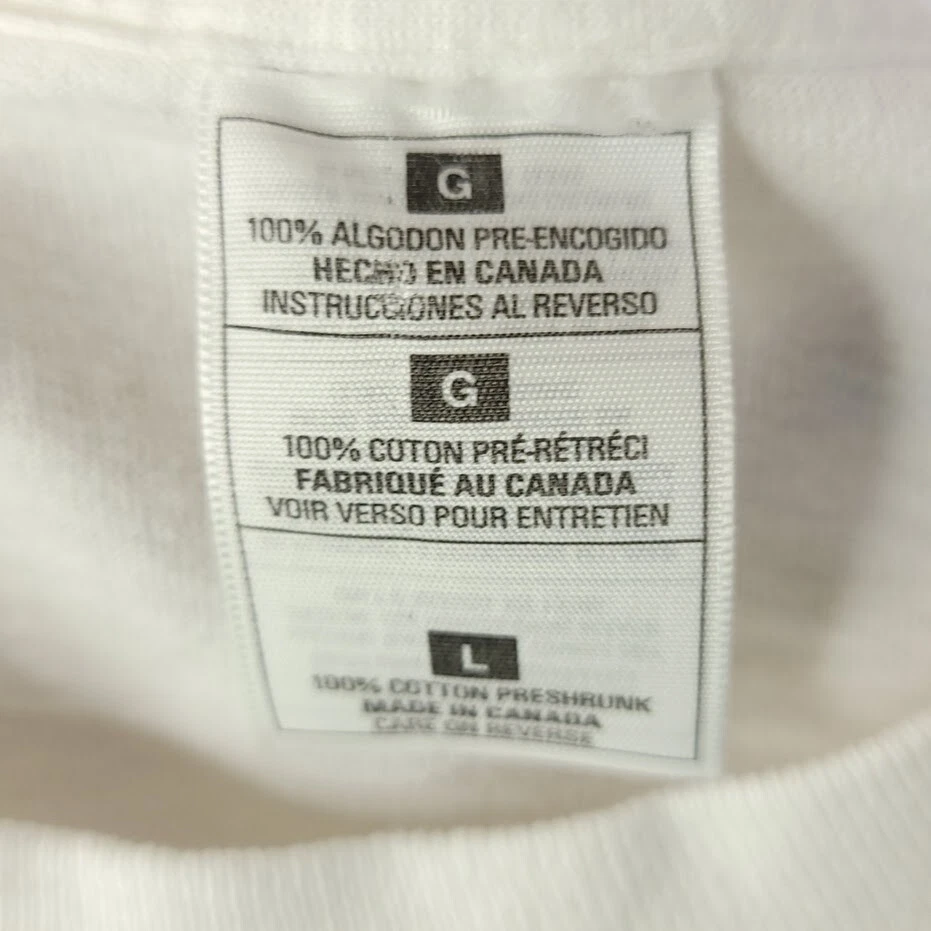 G
100% ALGODON PRE-ENCOGIDO
HECHO EN CANADA
INSTRUCCIONES AL REVERSO
G
100% COTON PRÉ-RÉTRÉCI
FABRIQUÉ AU CANADA
VOIR VERSO POUR ENTRETIEN
L
100% COTTON PRESHRUNK
MADE IN CANADA
CARE ON REVERSE